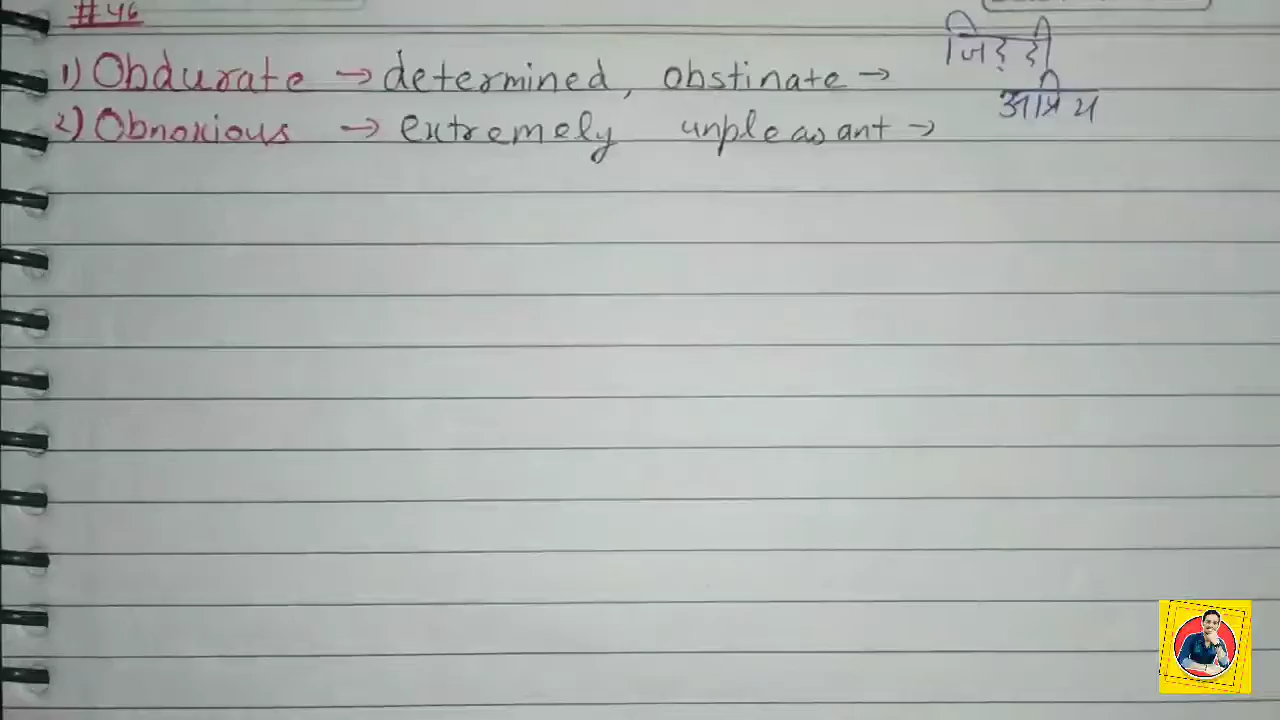 #46
1) Obdurate → determined, obstinate → जिद्दी
2) Obnoxious → extremely unpleasant → अप्रिय